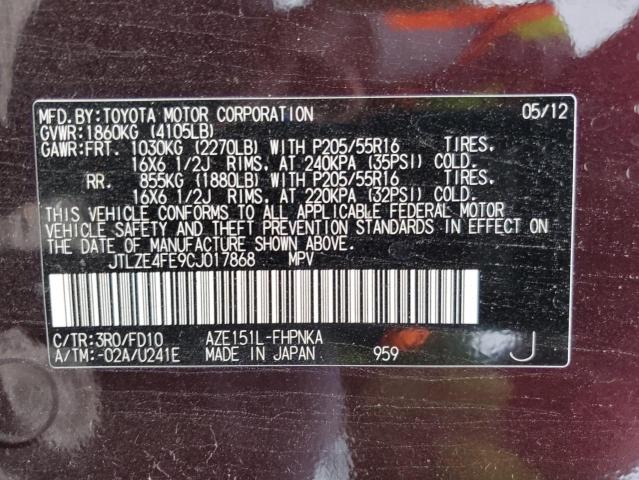 MFD.BY:TOYOTA MOTOR CORPORATION 05/12
GVWR:1860KG (4105LB)
GAWR:FRT. 1030KG (2270LB) WITH P205/55R16 TIRES.
16X6 1/2J RIMS. AT 240KPA (35PSI) COLD.
RR. 855KG (1880LB) WITH P205/55R16 TIRES.
16X6 1/2J RIMS. AT 220KPA (32PSI) COLD.
THIS VEHICLE CONFORMS TO ALL APPLICABLE FEDERAL MOTOR
VEHICLE SAFETY AND THEFT PREVENTION STANDARDS IN EFFECT ON
THE DATE OF MANUFACTURE SHOWN ABOVE.
JTLZE4FE9CJ017868 MPV
C/TR:3R0/FD10 AZE151L-FHPNKA
A/TM:-02A/U241E MADE IN JAPAN 959 J